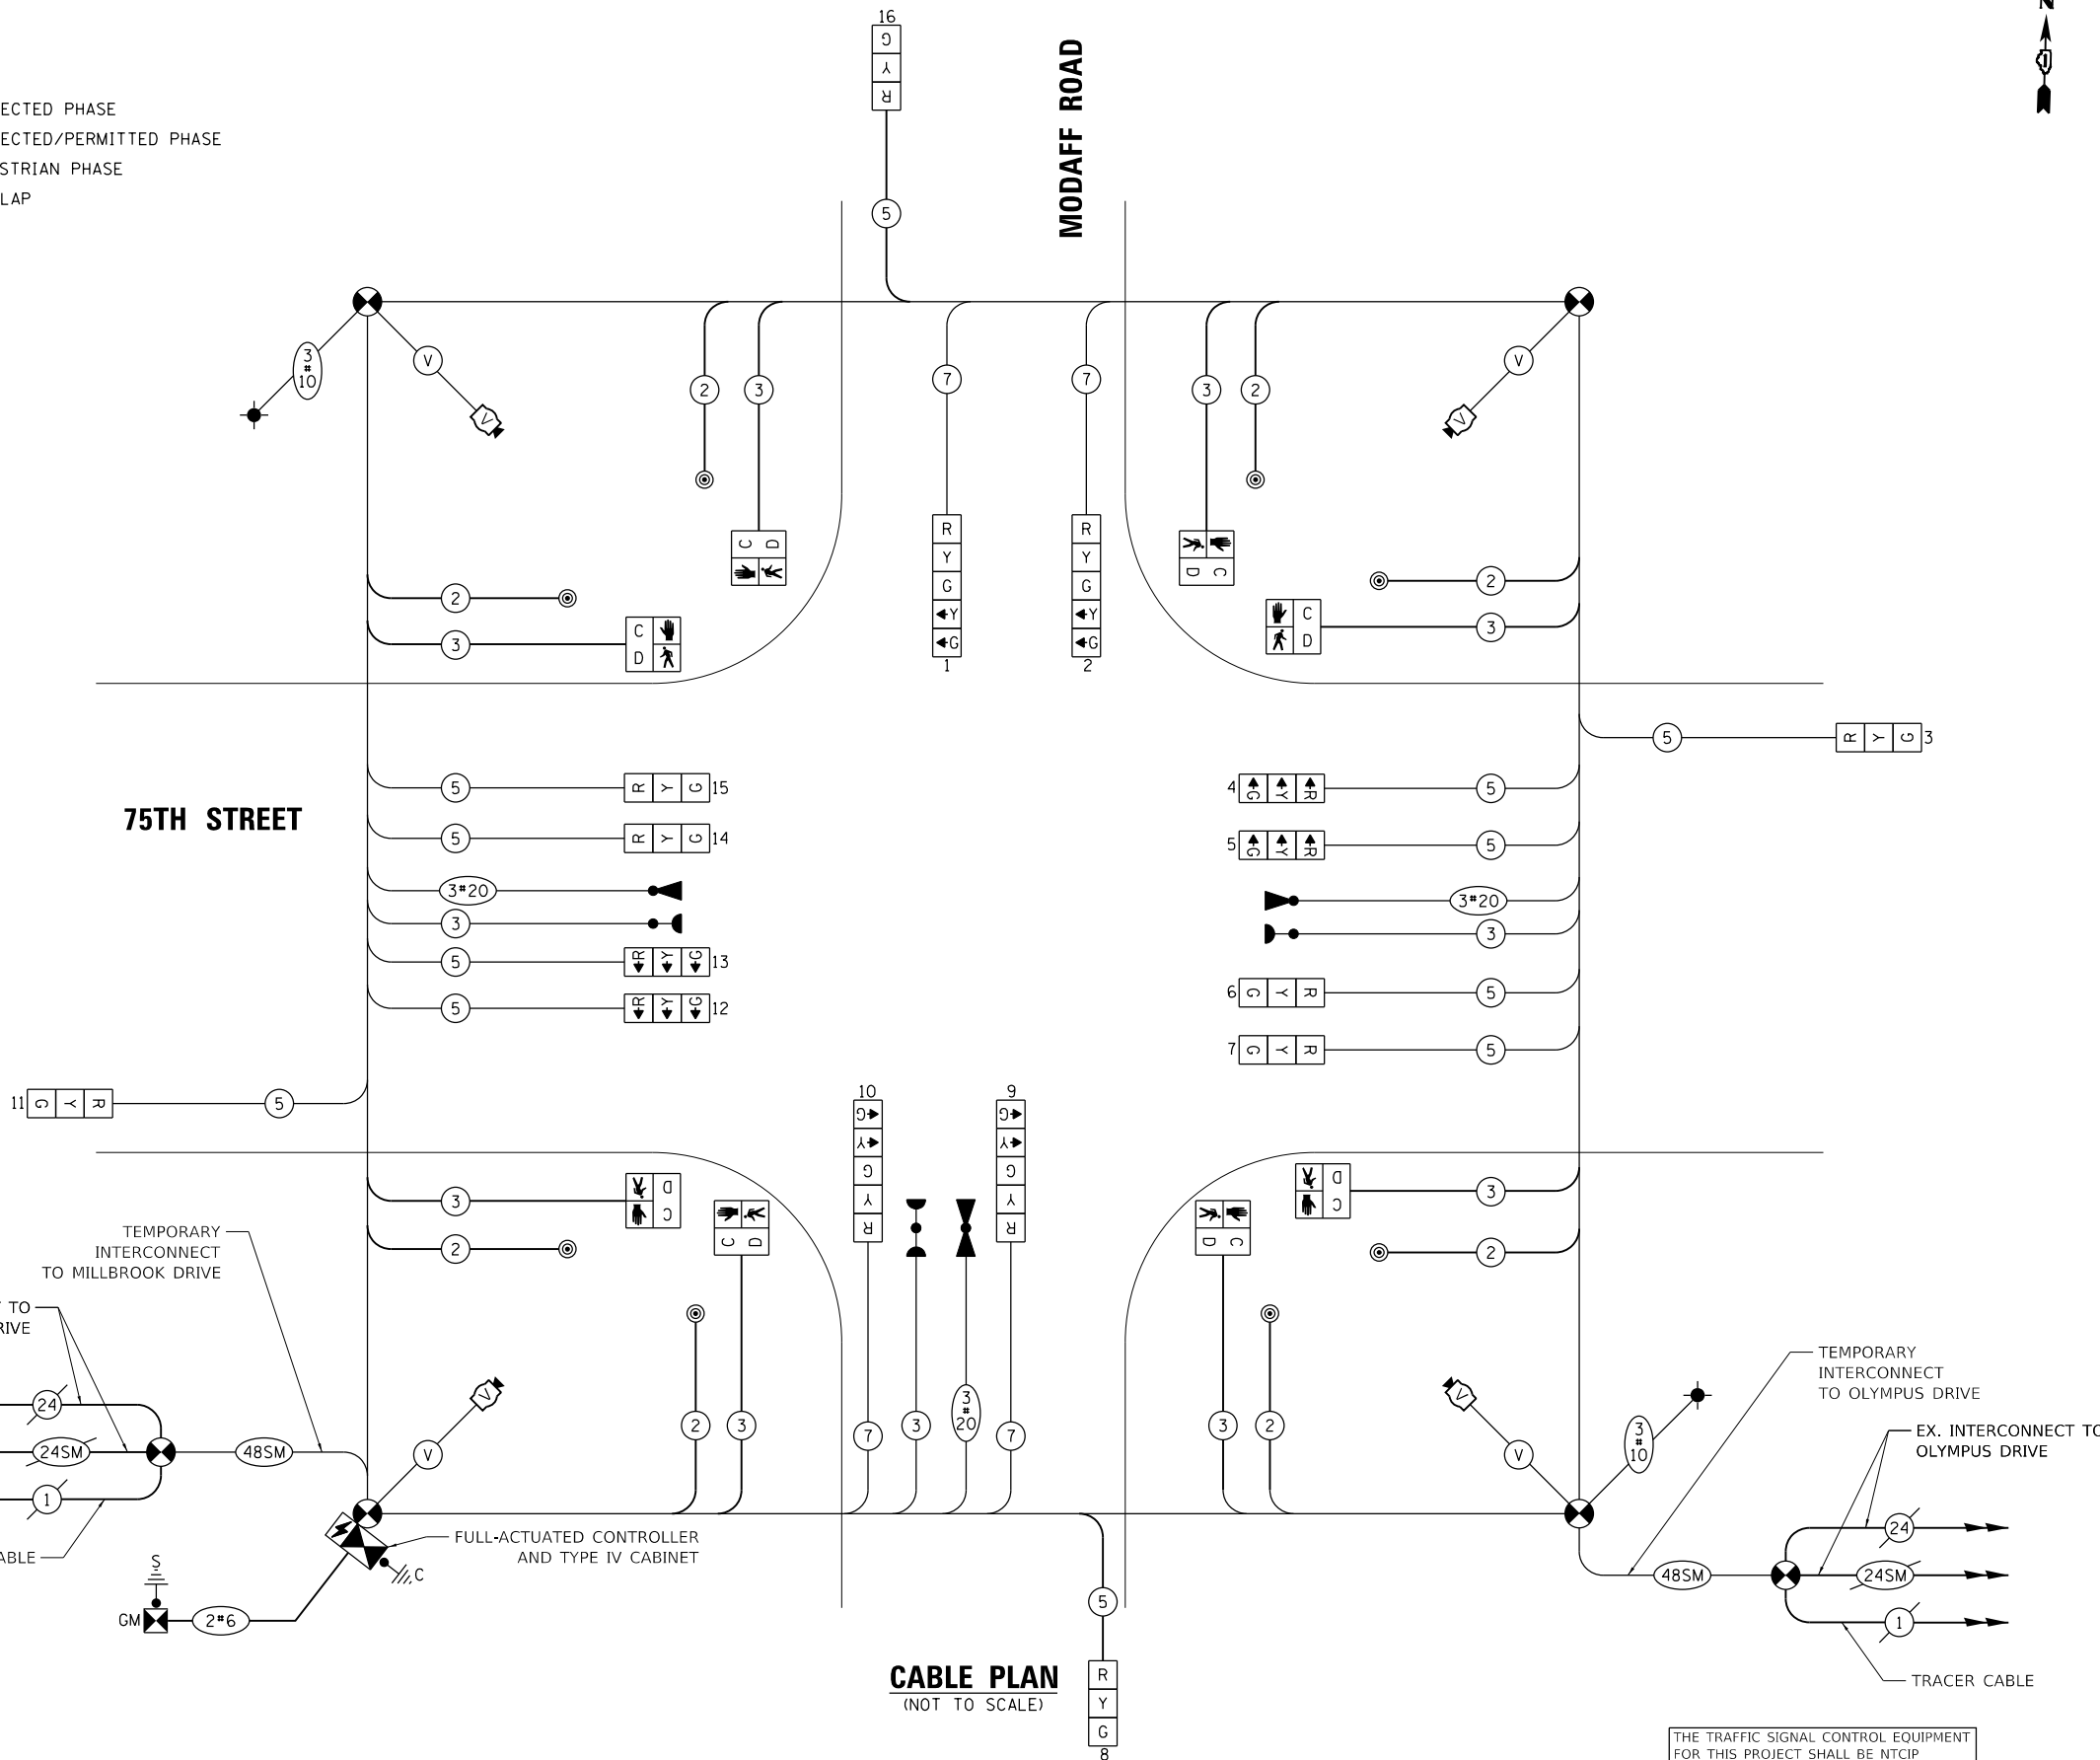 N
ECTED PHASE
ECTED/PERMITTED PHASE
STRIAN PHASE
LAP
16
G
Y
R
5
MODAFF ROAD
3
#
10
V
V
2
3
7
7
3
2
R
Y
G
Y
G
1
R
Y
G
Y
G
2
C D
D C
2
3
C
D
2
3
C
D
5
R Y G 3
75TH STREET
5
R Y G 15
5
R Y G 14
3#20
3
5
R Y G 13
5
R Y G 12
4 G Y R
5
5 G Y R
5
3#20
3
6 G Y R
5
7 G Y R
5
11 G Y R
5
10
G
Y
G
Y
R
9
G
Y
G
Y
R
3
D
C
2
C D
D C
3
D
C
2
TEMPORARY
INTERCONNECT
TO MILLBROOK DRIVE
TO
RIVE
24
24SM
1
48SM
V
2
3
7
3
3
#
20
7
3
2
V
3
#
10
TEMPORARY
INTERCONNECT
TO OLYMPUS DRIVE
EX. INTERCONNECT TO
OLYMPUS DRIVE
24
48SM
24SM
1
TRACER CABLE
ABLE
FULL-ACTUATED CONTROLLER
AND TYPE IV CABINET
C
S
GM
2#6
5
R
Y
G
8
CABLE PLAN
(NOT TO SCALE)
THE TRAFFIC SIGNAL CONTROL EQUIPMENT
FOR THIS PROJECT SHALL BE NTCIP